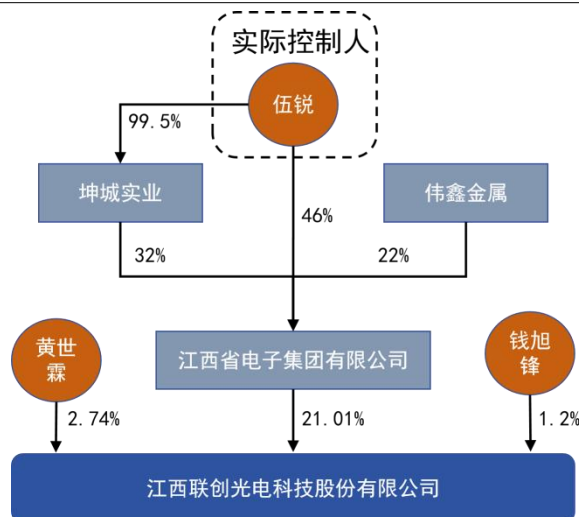 实际控制人
伍锐
99.5%
坤城实业
46%
伟鑫金属
32%
22%
黄世
霖
江西省电子集团有限公司
钱旭
锋
2.74%
21.01%
1.2%
江西联创光电科技股份有限公司